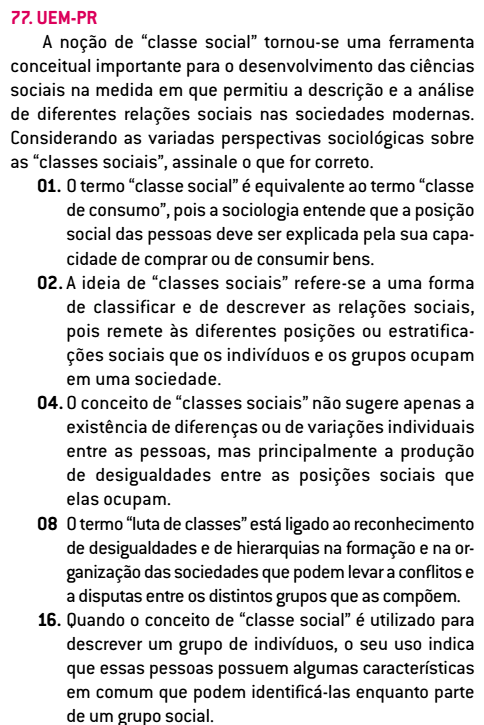 77. UEM-PR
A noção de “classe social” tornou-se uma ferramenta
conceitual importante para o desenvolvimento das ciências
sociais na medida em que permitiu a descrição e a análise
de diferentes relações sociais nas sociedades modernas.
Considerando as variadas perspectivas sociológicas sobre
as “classes sociais”, assinale o que for correto.
01. O termo “classe social” é equivalente ao termo “classe
de consumo”, pois a sociologia entende que a posição
social das pessoas deve ser explicada pela sua capa-
cidade de comprar ou de consumir bens.
02. A ideia de “classes sociais” refere-se a uma forma
de classificar e de descrever as relações sociais,
pois remete às diferentes posições ou estratifica-
ções sociais que os indivíduos e os grupos ocupam
em uma sociedade.
04. O conceito de “classes sociais” não sugere apenas a
existência de diferenças ou de variações individuais
entre as pessoas, mas principalmente a produção
de desigualdades entre as posições sociais que
elas ocupam.
08 O termo “luta de classes” está ligado ao reconhecimento
de desigualdades e de hierarquias na formação e na or-
ganização das sociedades que podem levar a conflitos e
a disputas entre os distintos grupos que as compõem.
16. Quando o conceito de “classe social” é utilizado para
descrever um grupo de indivíduos, o seu uso indica
que essas pessoas possuem algumas características
em comum que podem identificá-las enquanto parte
de um grupo social.